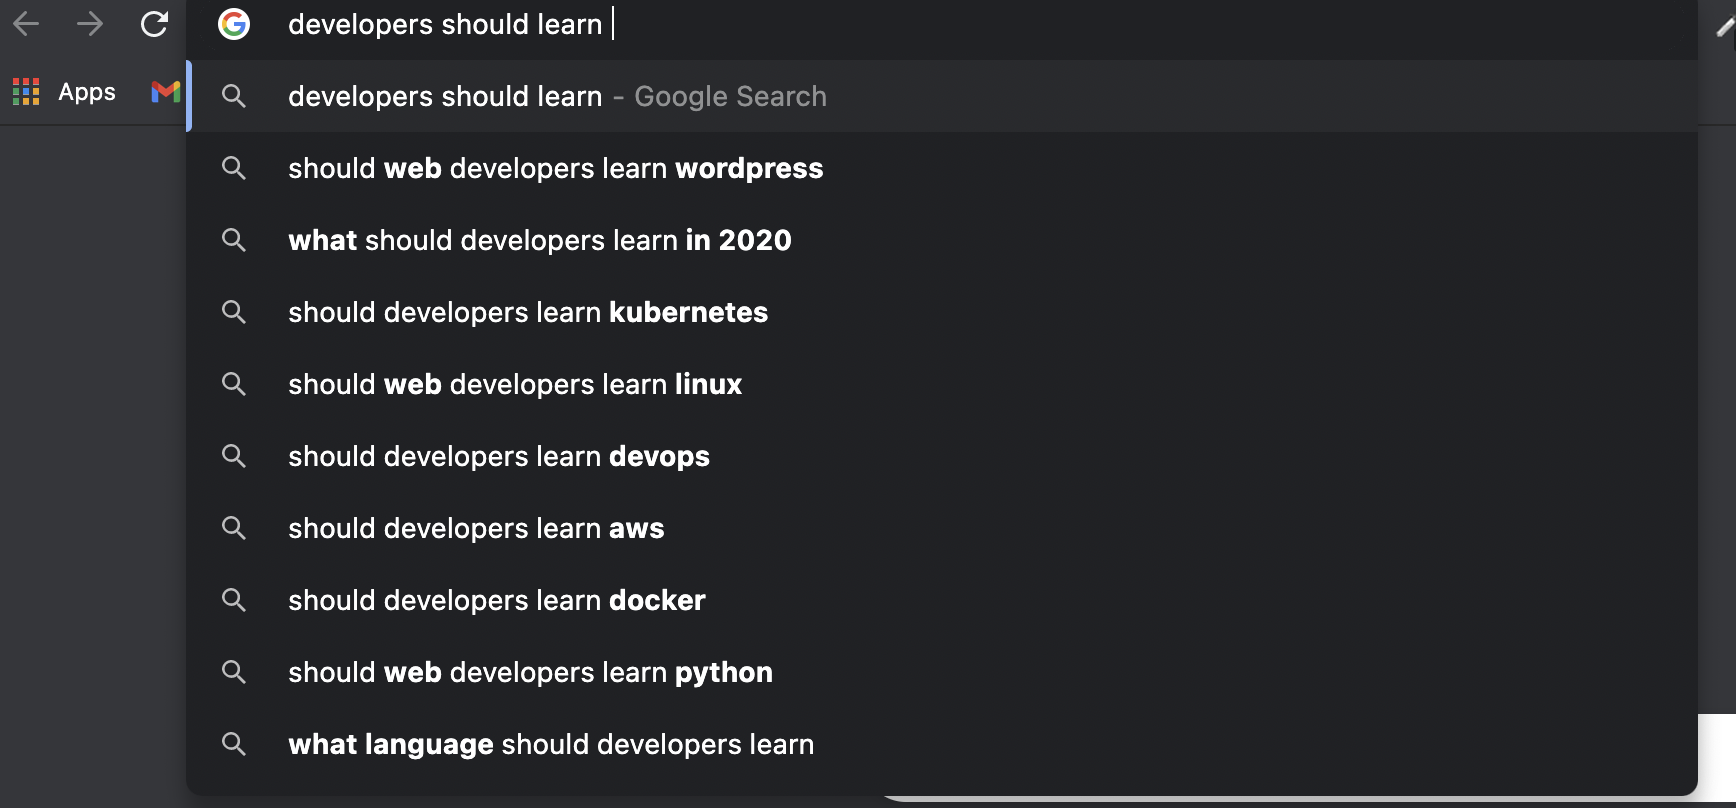 developers should learn
Apps
developers should learn - Google Search
should web developers learn wordpress
what should developers learn in 2020
should developers learn kubernetes
should web developers learn linux
should developers learn devops
should developers learn aws
should developers learn docker
should web developers learn python
what language should developers learn